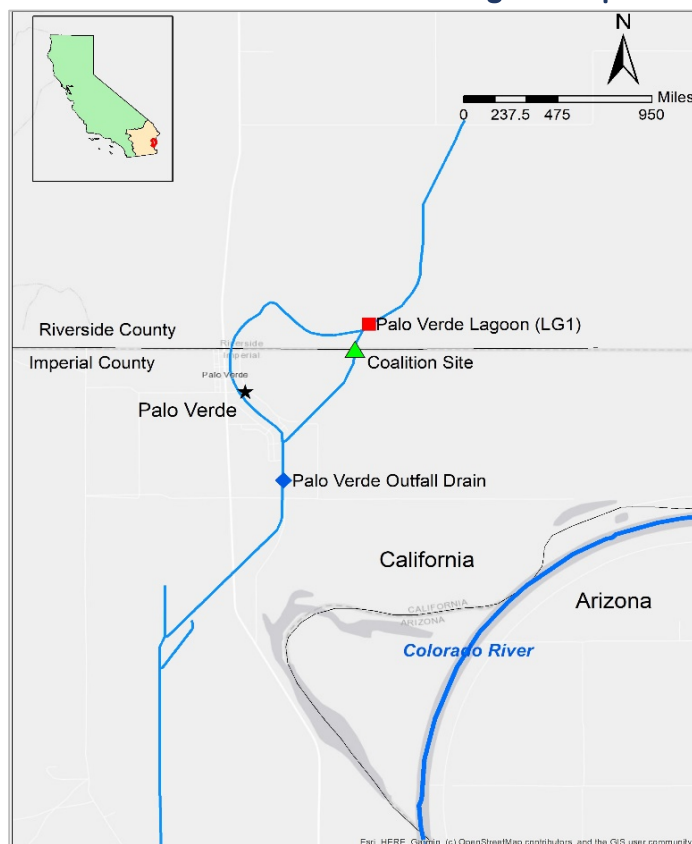 N
Miles
0 237.5 475 950
Palo Verde Lagoon (LG1)
Riverside County
Riverside
Imperial
Imperial County
Coalition Site
Palo Verde
Palo Verde
Palo Verde Outfall Drain
California
CALIFORNIA
ARIZONA
Arizona
Colorado River
Esri, HERE, Garmin, (c) OpenStreetMap contributors, and the GIS user community